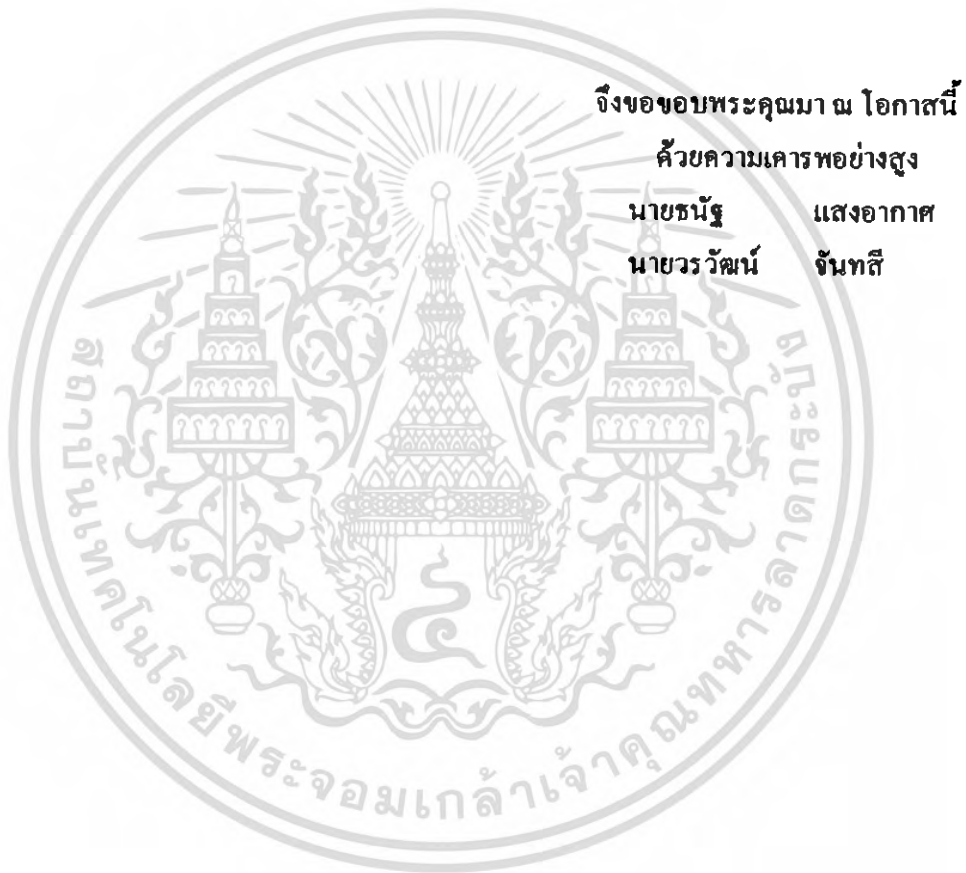 จึงขอขอบพระคุณมา ณ โอกาสนี้
ด้วยความเคารพอย่างสูง
นายธนัฐ แสงอากาศ
นายวรวัฒน์ จันทสี
๔
สถาบันเทคโนโลยีพระจอมเกล้าเจ้าคุณทหารลาดกระบัง